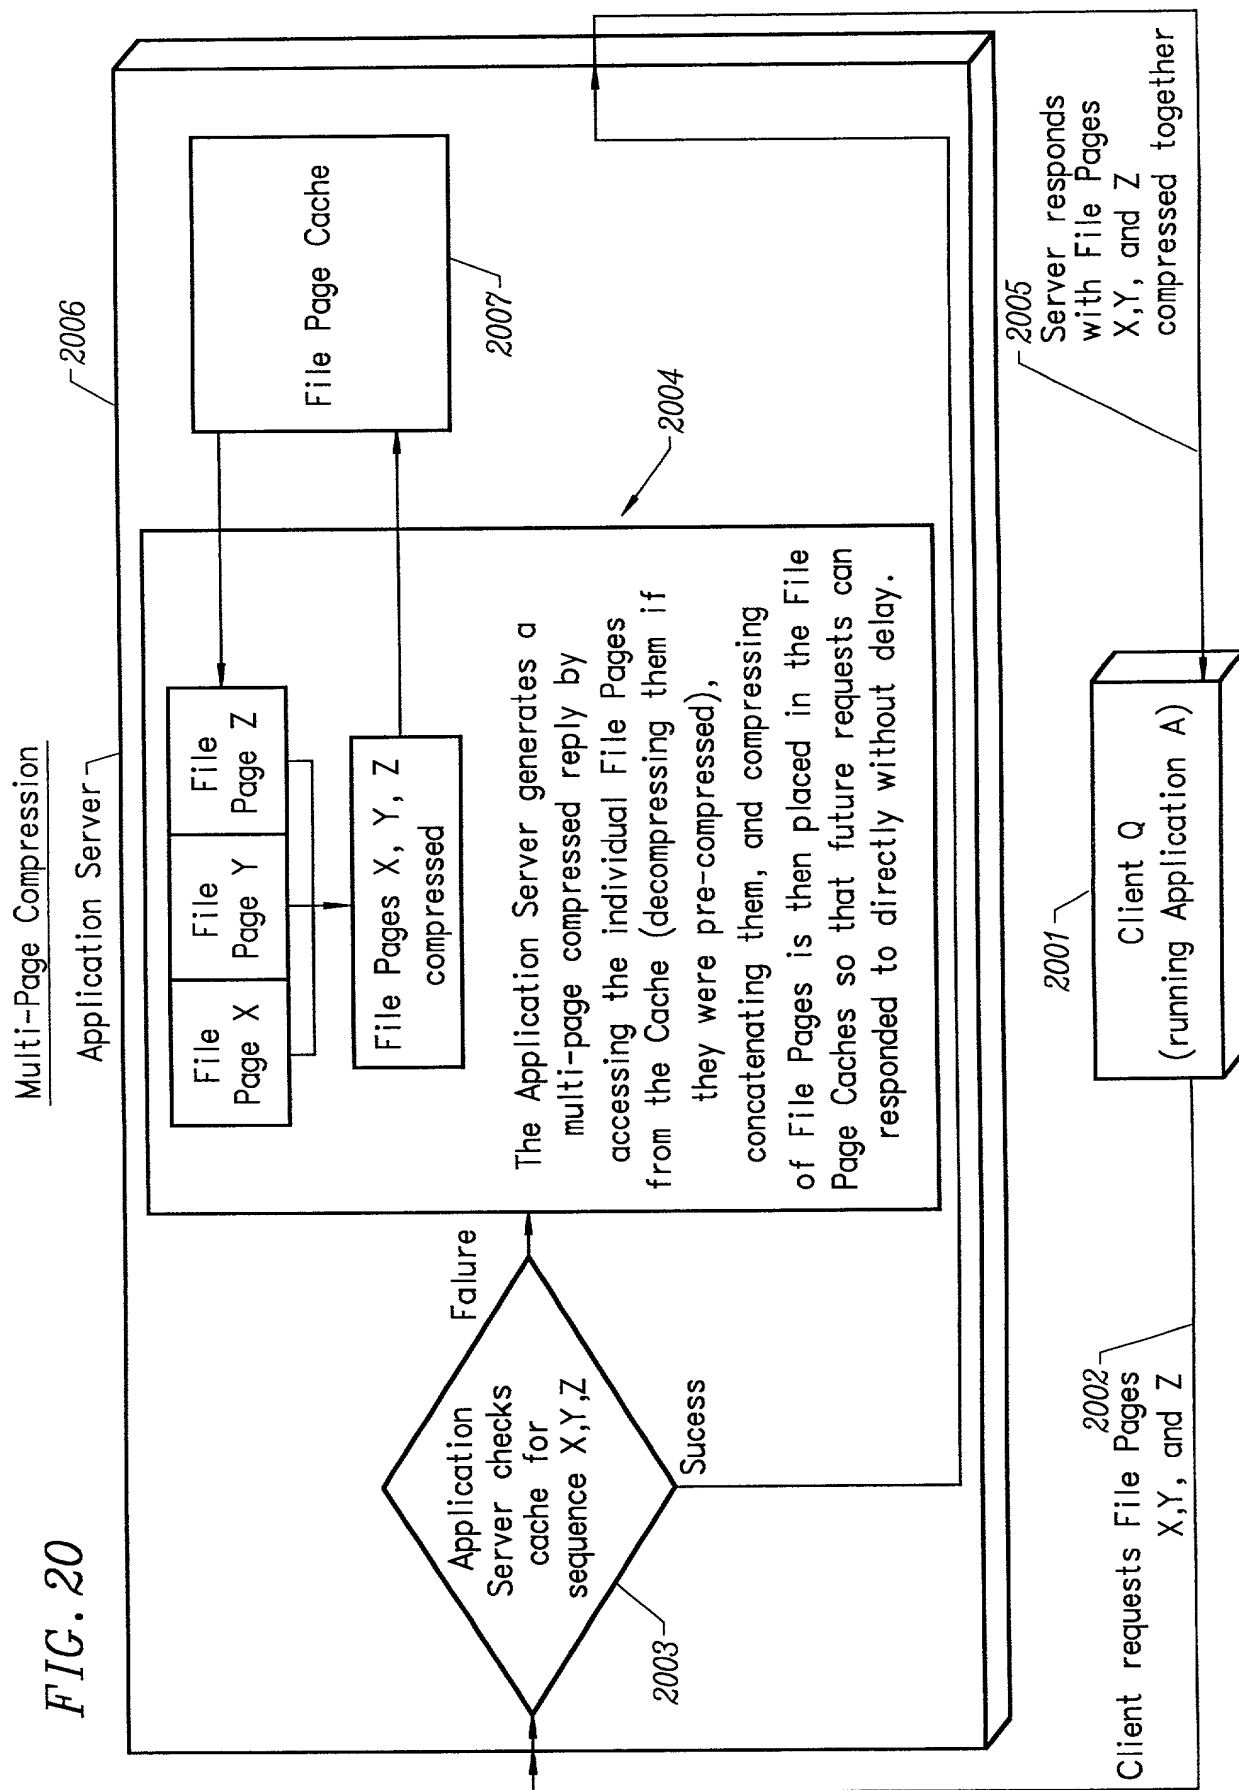 FIG. 20
Multi-Page Compression
Application Server
2006
File
Page X
File
Page Y
File
Page Z
File Pages X, Y, Z
compressed
File Page Cache
2007
2004
The Application Server generates a
multi-page compressed reply by
accessing the individual File Pages
from the Cache (decompressing them if
they were pre-compressed),
concatenating them, and compressing
of File Pages is then placed in the File
Page Caches so that future requests can
responded to directly without delay.
Application
Server checks
cache for
sequence X,Y,Z
2003
Falure
Sucess
2002
Client requests File Pages
X,Y, and Z
2001
Client Q
(running Application A)
2005
Server responds
with File Pages
X,Y, and Z
compressed together